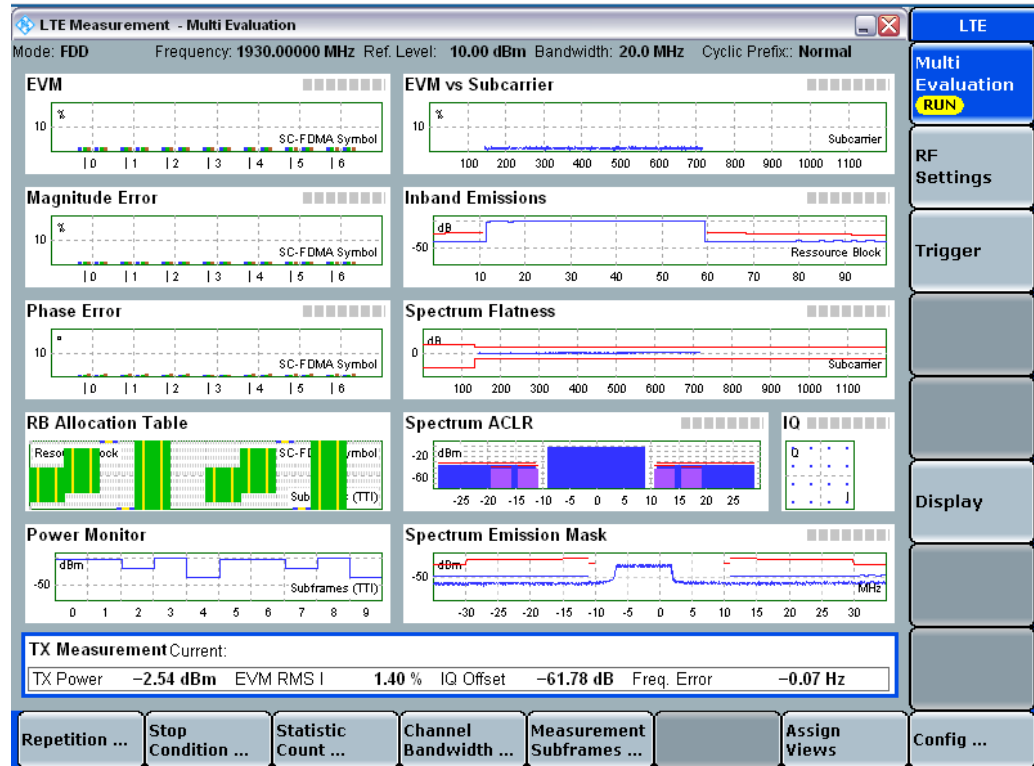 LTE Measurement - Multi Evaluation
LTE
Mode: FDD Frequency: 1930.00000 MHz Ref. Level: 10.00 dBm Bandwidth: 20.0 MHz Cyclic Prefix:: Normal
Multi Evaluation
RUN
RF Settings
Trigger
Display
EVM
%
10
SC-FDMA Symbol
|0 |1 |2 |3 |4 |5 |6
EVM vs Subcarrier
%
10
Subcarrier
100 200 300 400 500 600 700 800 900 1000 1100
Magnitude Error
%
10
SC-FDMA Symbol
|0 |1 |2 |3 |4 |5 |6
Inband Emissions
dB
-50
Ressource Block
10 20 30 40 50 60 70 80 90
Phase Error
°
10
SC-FDMA Symbol
|0 |1 |2 |3 |4 |5 |6
Spectrum Flatness
dB
0
Subcarrier
100 200 300 400 500 600 700 800 900 1000 1100
RB Allocation Table
Spectrum ACLR
dBm
-20
-60
-25 -20 -15 -10 -5 0 5 10 15 20 25
IQ
Q
I
Power Monitor
dBm
-50
Subframes (TTI)
0 1 2 3 4 5 6 7 8 9
Spectrum Emission Mask
dBm
-50
MHz
-30 -25 -20 -15 -10 -5 0 5 10 15 20 25 30
TX Measurement Current:
TX Power -2.54 dBm EVM RMS I 1.40 % IQ Offset -61.78 dB Freq. Error -0.07 Hz
Repetition ...
Stop Condition ...
Statistic Count ...
Channel Bandwidth ...
Measurement Subframes ...
Assign Views
Config ...